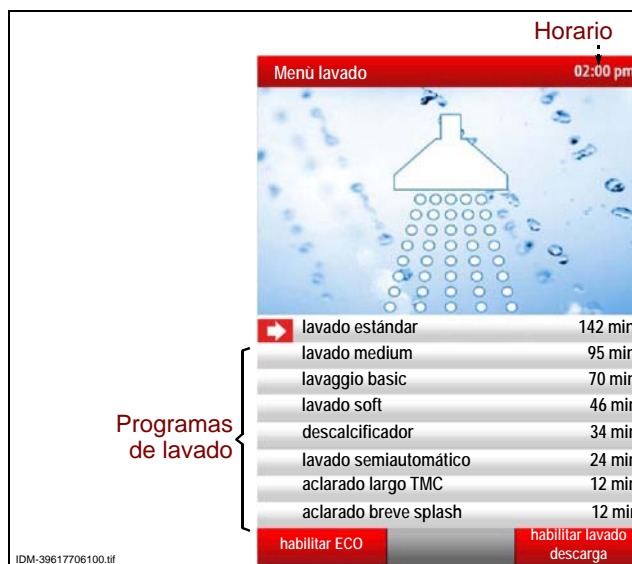 Horario
Menù lavado 02:00 pm
lavado estándar 142 min
lavado medium 95 min
lavaggio basic 70 min
lavado soft 46 min
descalcificador 34 min
lavado semiautomático 24 min
aclarado largo TMC 12 min
aclarado breve splash 12 min
Programas
de lavado
habilitar ECO
habilitar lavado
descarga
IDM-39617706100.tif